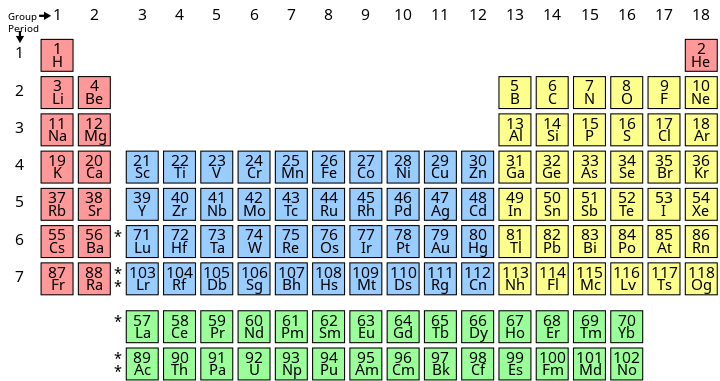 Group 1 2 3 4 5 6 7 8 9 10 11 12 13 14 15 16 17 18
Period
1 1 2
H He
2 3 4 5 6 7 8 9 10
Li Be B C N O F Ne
3 11 12 13 14 15 16 17 18
Na Mg Al Si P S Cl Ar
4 19 20 21 22 23 24 25 26 27 28 29 30 31 32 33 34 35 36
K Ca Sc Ti V Cr Mn Fe Co Ni Cu Zn Ga Ge As Se Br Kr
5 37 38 39 40 41 42 43 44 45 46 47 48 49 50 51 52 53 54
Rb Sr Y Zr Nb Mo Tc Ru Rh Pd Ag Cd In Sn Sb Te I Xe
6 55 56 * 71 72 73 74 75 76 77 78 79 80 81 82 83 84 85 86
Cs Ba Lu Hf Ta W Re Os Ir Pt Au Hg Tl Pb Bi Po At Rn
7 87 88 * 103 104 105 106 107 108 109 110 111 112 113 114 115 116 117 118
Fr Ra * Lr Rf Db Sg Bh Hs Mt Ds Rg Cn Nh Fl Mc Lv Ts Og
* 57 58 59 60 61 62 63 64 65 66 67 68 69 70
La Ce Pr Nd Pm Sm Eu Gd Tb Dy Ho Er Tm Yb
* 89 90 91 92 93 94 95 96 97 98 99 100 101 102
* Ac Th Pa U Np Pu Am Cm Bk Cf Es Fm Md No